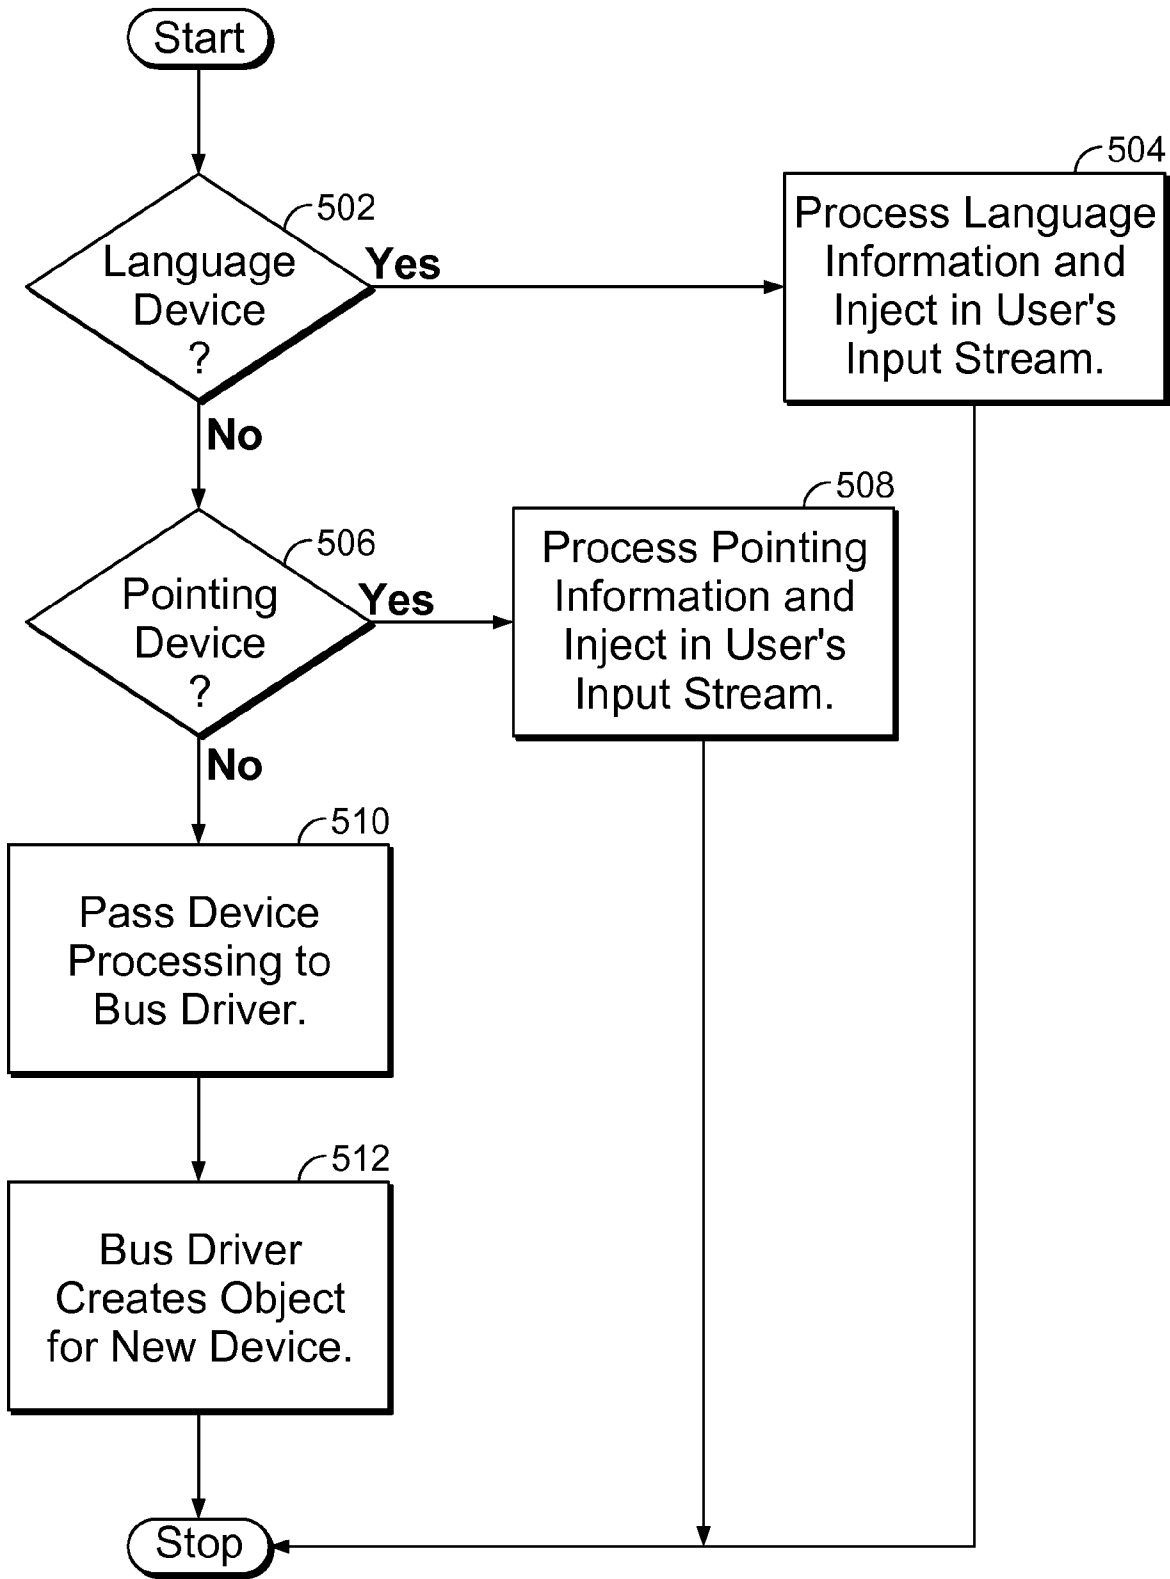 Start
502
Language
Device
?
Yes
No
504
Process Language
Information and
Inject in User's
Input Stream.
506
Pointing
Device
?
Yes
No
508
Process Pointing
Information and
Inject in User's
Input Stream.
510
Pass Device
Processing to
Bus Driver.
512
Bus Driver
Creates Object
for New Device.
Stop